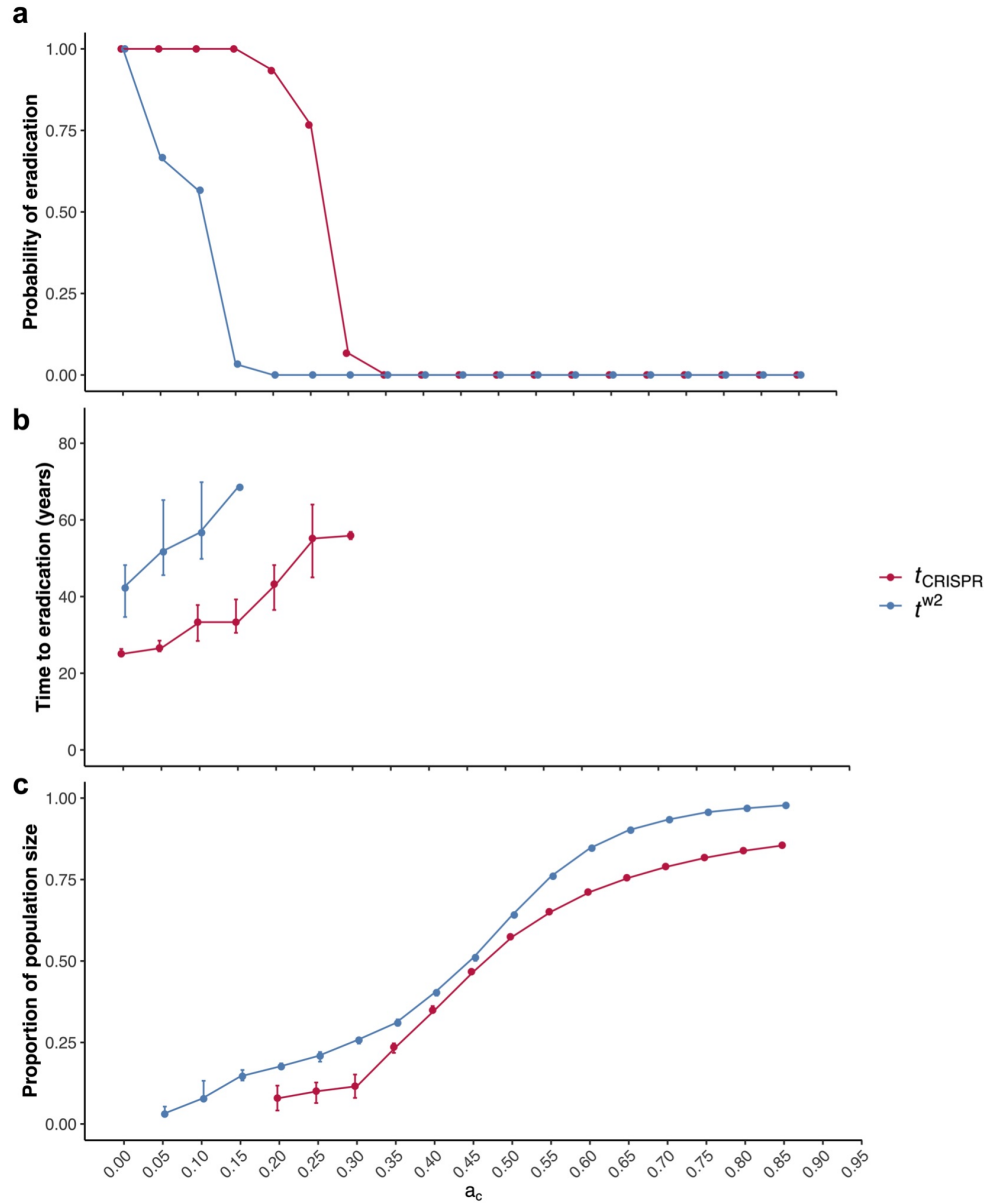 a
Probability of eradication
1.00
0.75
0.50
0.25
0.00
b
Time to eradication (years)
80
60
40
20
0
t CRISPR
t w2
c
Proportion of population size
1.00
0.75
0.50
0.25
0.00
0.00 0.05 0.10 0.15 0.20 0.25 0.30 0.35 0.40 0.45 0.50 0.55 0.60 0.65 0.70 0.75 0.80 0.85 0.90 0.95
ac